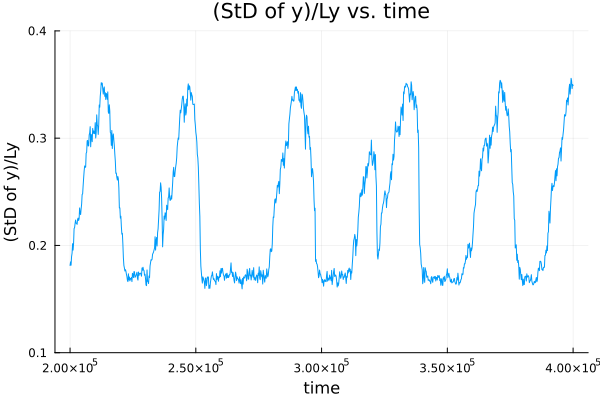 (StD of y)/Ly vs. time
0.4
0.3
0.2
0.1
(StD of y)/Ly
2.00×10⁵ 2.50×10⁵ 3.00×10⁵ 3.50×10⁵ 4.00×10⁵
time